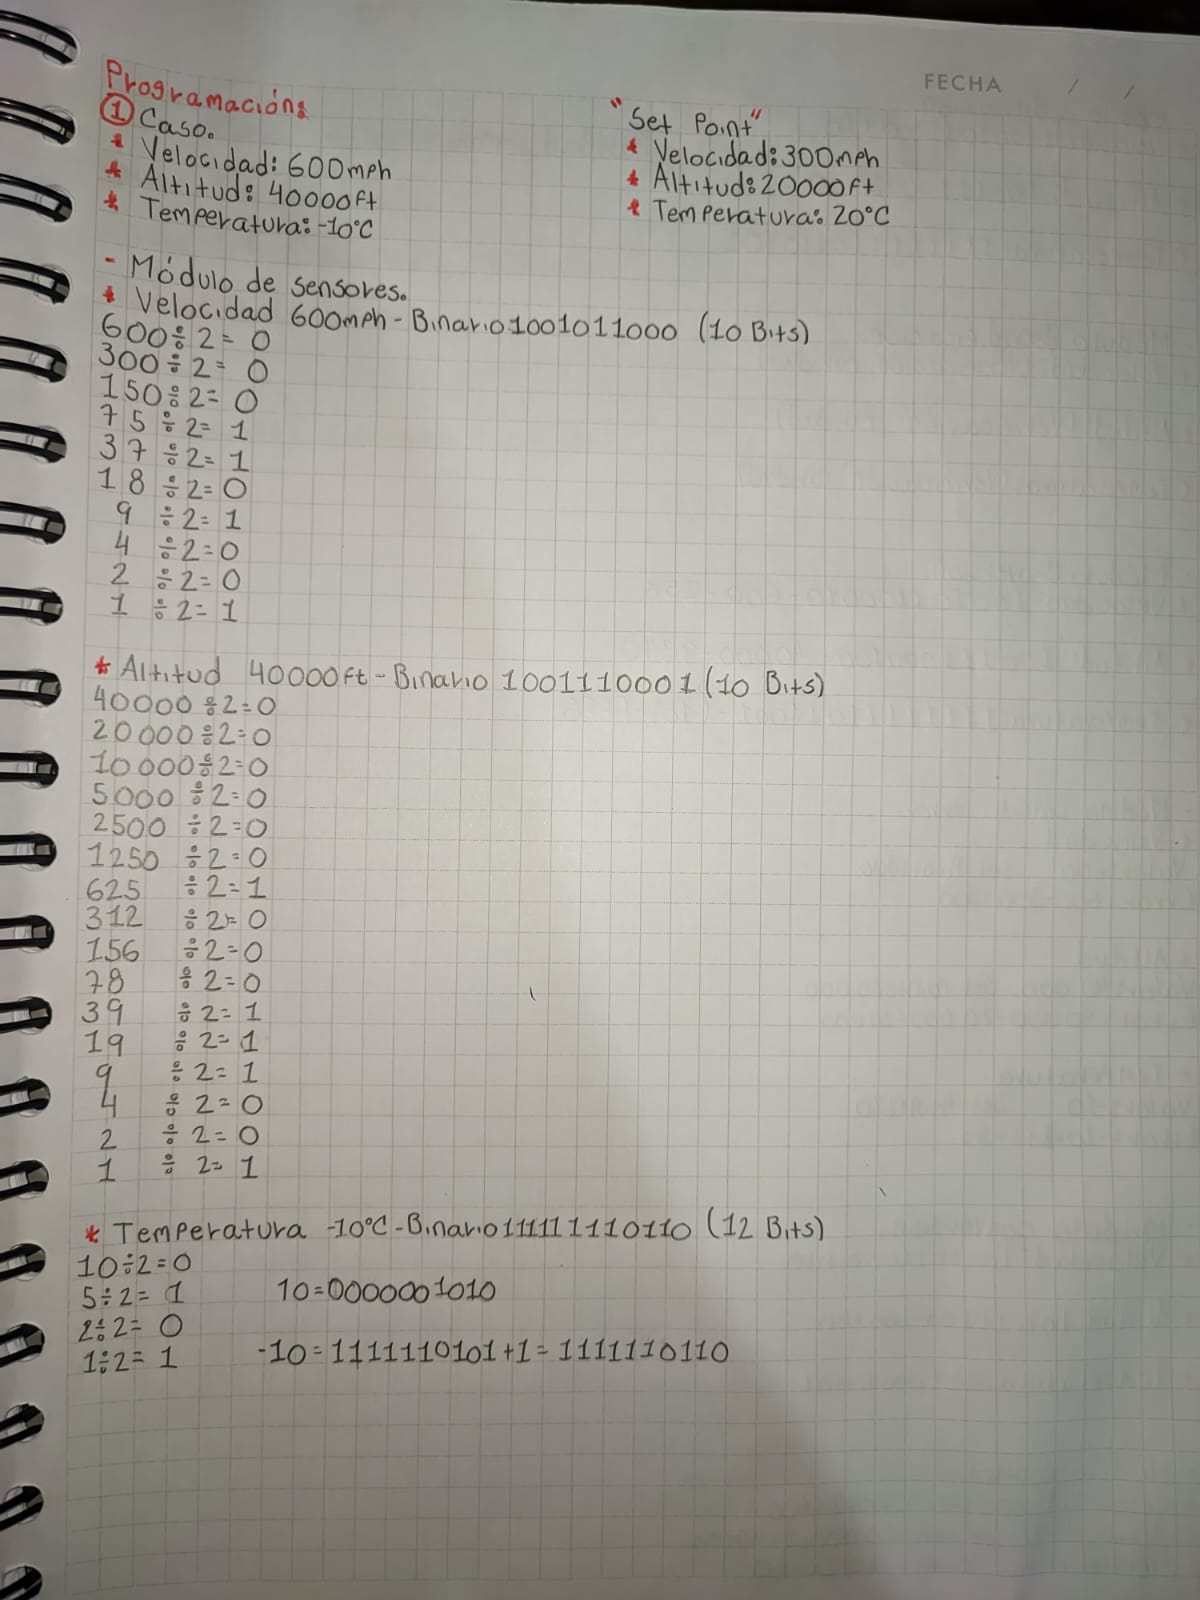 FECHA / /
Programación:
① Caso.
* Velocidad: 600mph
* Altitud: 40000ft
* Temperatura: -10°C
"Set Point"
* Velocidad: 300mph
* Altitud: 20000ft
* Temperatura: 20°C
- Módulo de sensores.
* Velocidad 600mph - Binario 1001011000 (10 Bits)
600÷2= 0
300÷2= 0
150÷2= 0
75÷2= 1
37÷2= 1
18÷2= 0
9÷2= 1
4÷2= 0
2÷2= 0
1÷2= 1
* Altitud 40000ft - Binario 1001110001 (10 Bits)
40000÷2=0
20000÷2=0
10000÷2=0
5000÷2=0
2500÷2=0
1250÷2=0
625÷2=1
312÷2=0
156÷2=0
78÷2=0
39÷2=1
19÷2=1
9÷2=1
4÷2=0
2÷2=0
1÷2=1
* Temperatura -10°C - Binario 111111110110 (12 Bits)
10÷2=0
5÷2= 1
2÷2= 0
1÷2= 1
10=0000001010
-10=1111110101+1=1111110110